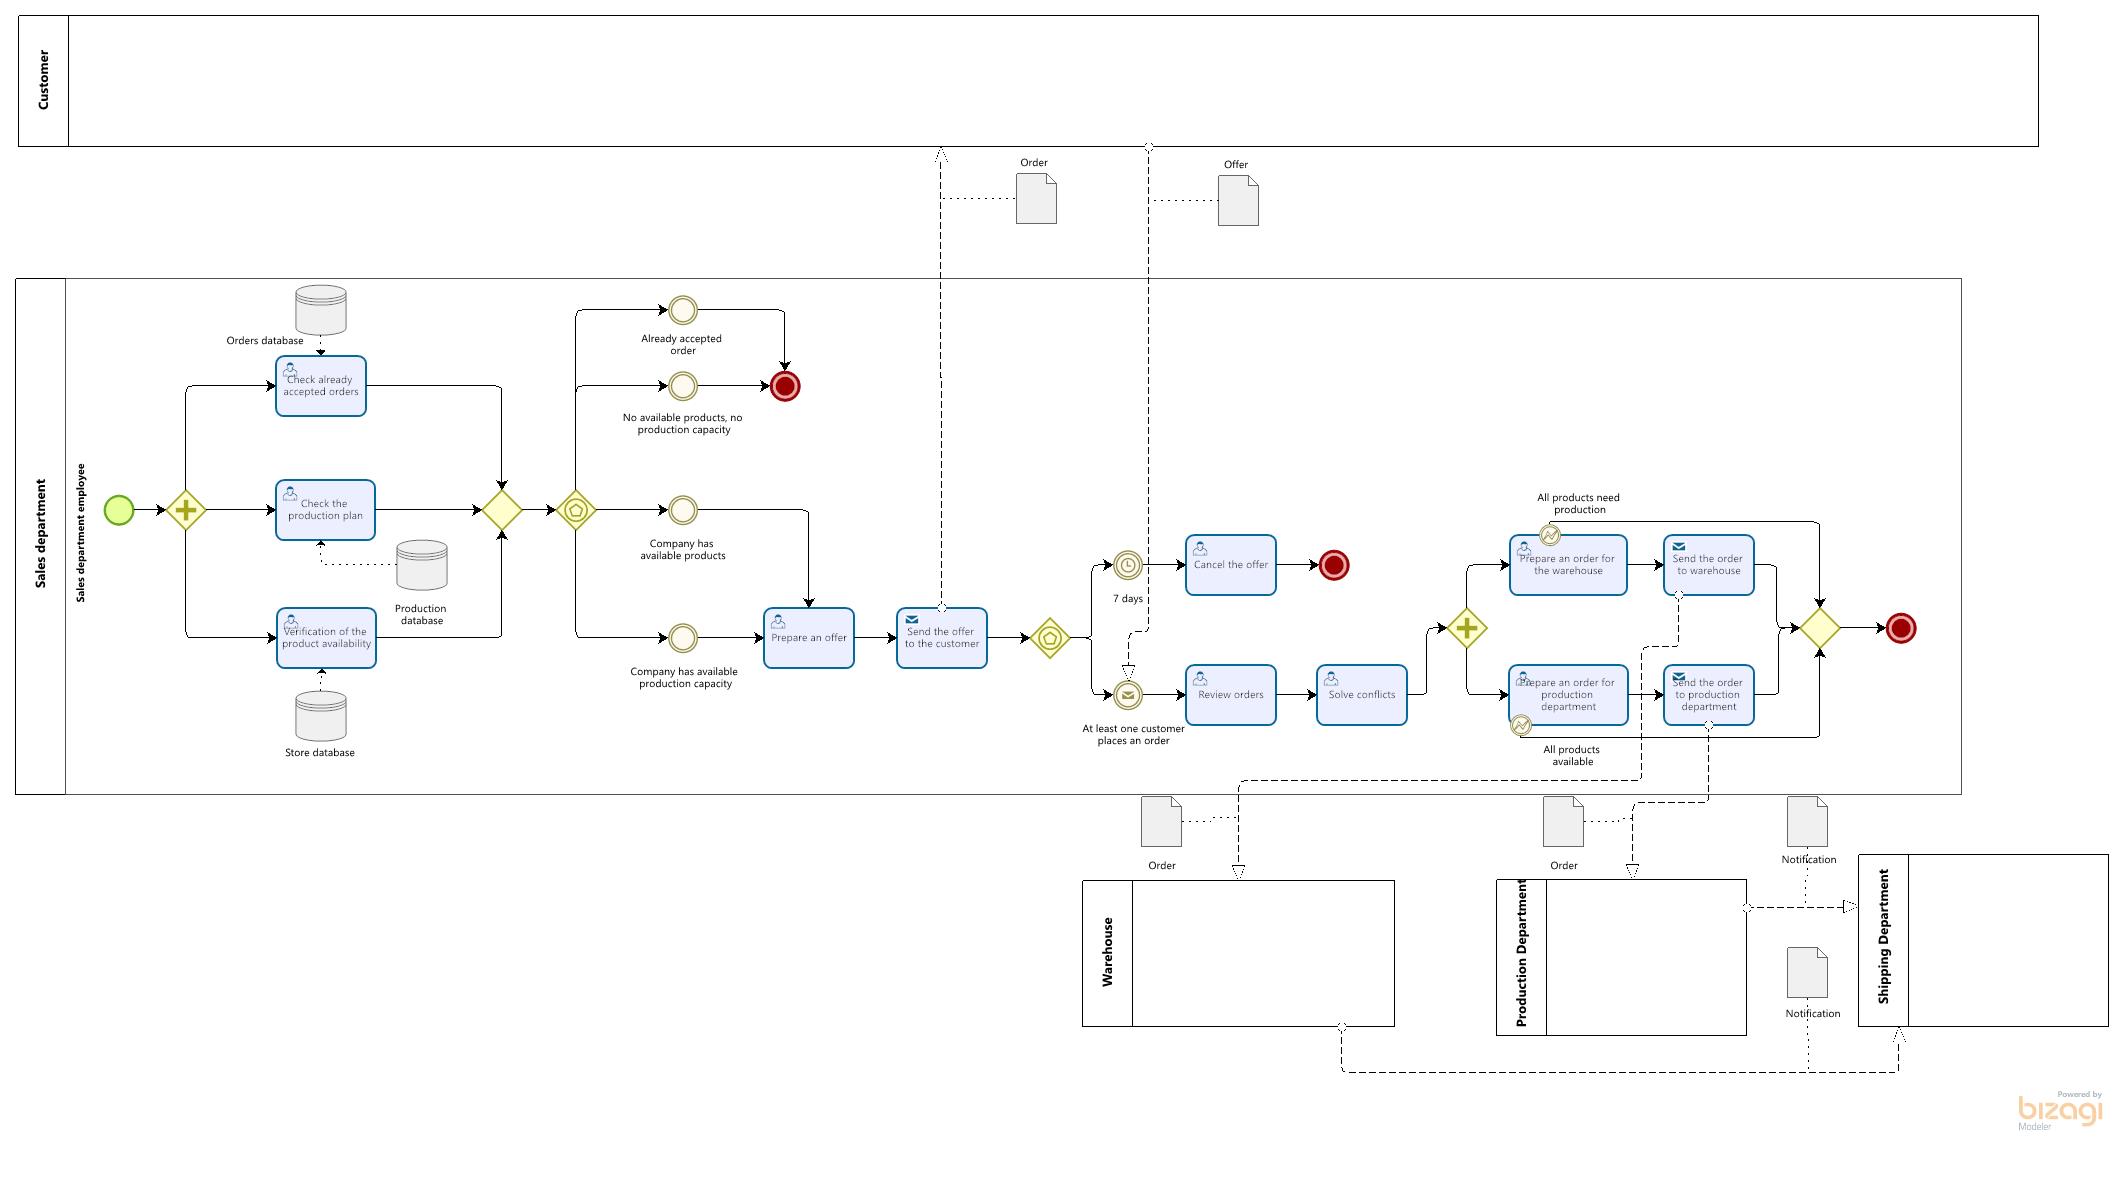 Customer
Order
Offer
Sales department
Sales department employee
Orders database
Check already
accepted orders
Check the
production plan
Production
database
Verification of the
product availability
Store database
Already accepted
order
No available products, no
production capacity
Company has
available products
Company has available
production capacity
Prepare an offer
Send the offer
to the customer
7 days
Cancel the offer
At least one customer
places an order
Review orders
Solve conflicts
All products need
production
Prepare an order for
the warehouse
Send the order
to warehouse
Prepare an order for
production
department
Send the order
to production
department
All products
available
Order
Order
Notification
Warehouse
Production Department
Shipping Department
Notification
Powered by
bizagi
Modeler